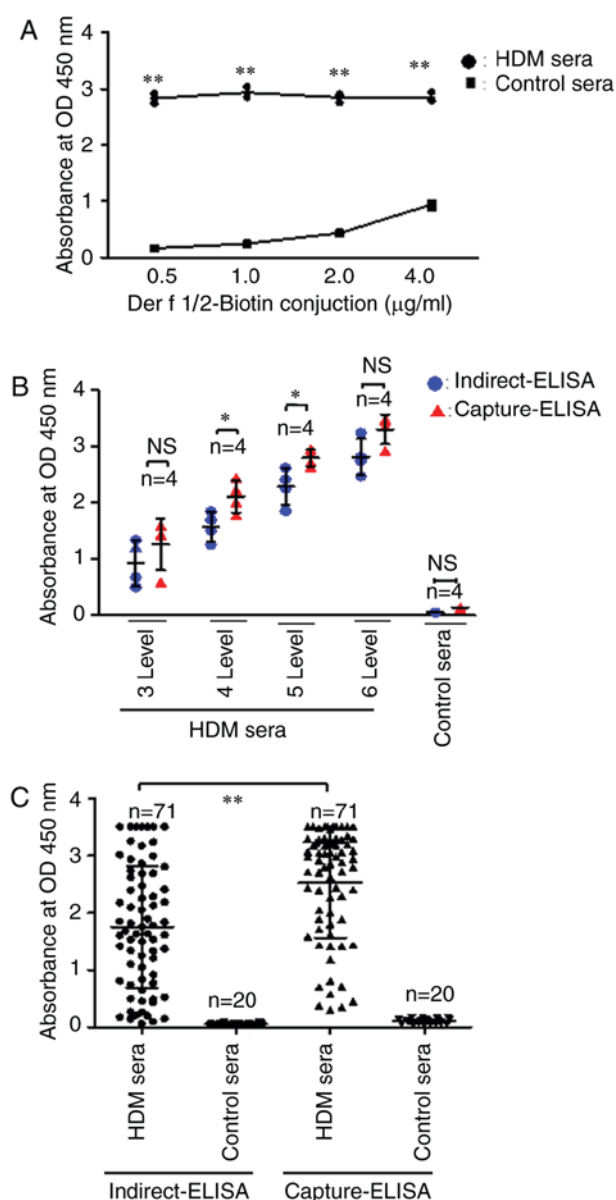 A
Absorbance at OD 450 nm
4
3
2
1
0
** ** ** **
: HDM sera
: Control sera
0.5 1.0 2.0 4.0
Der f 1/2-Biotin conjuction (µg/ml)
B
Absorbance at OD 450 nm
4
3
2
1
0
: Indirect-ELISA
: Capture-ELISA
NS
n=4
*
n=4
*
n=4
NS
n=4
NS
n=4
3 Level
4 Level
5 Level
6 Level
Control sera
HDM sera
C
Absorbance at OD 450 nm
4
3
2
1
0
**
n=71
n=20
n=71
n=20
HDM sera
Control sera
HDM sera
Control sera
Indirect-ELISA
Capture-ELISA